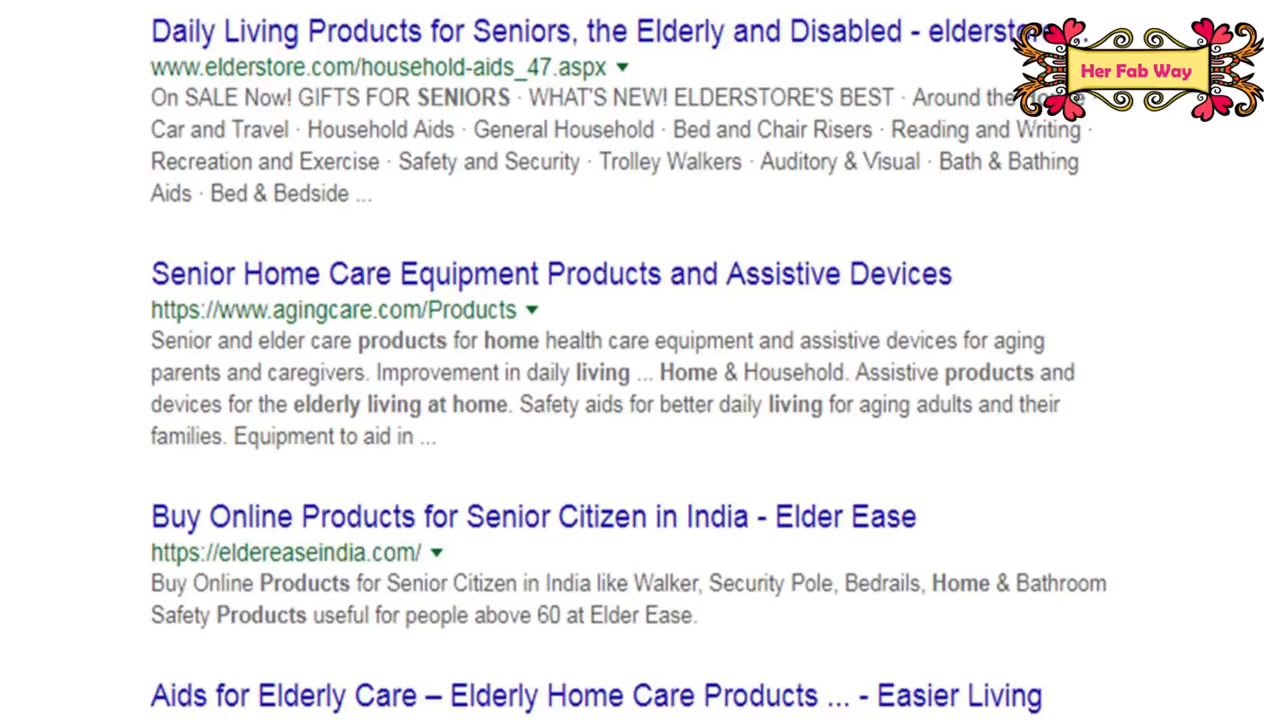 Daily Living Products for Seniors, the Elderly and Disabled - elderst
Her Fab Way
www.elderstore.com/household-aids_47.aspx
On SALE Now! GIFTS FOR SENIORS · WHAT'S NEW! ELDERSTORE'S BEST · Around the
Car and Travel · Household Aids · General Household · Bed and Chair Risers · Reading and Writing ·
Recreation and Exercise · Safety and Security · Trolley Walkers · Auditory & Visual · Bath & Bathing
Aids · Bed & Bedside ...
Senior Home Care Equipment Products and Assistive Devices
https://www.agingcare.com/Products
Senior and elder care products for home health care equipment and assistive devices for aging
parents and caregivers. Improvement in daily living ... Home & Household. Assistive products and
devices for the elderly living at home. Safety aids for better daily living for aging adults and their
families. Equipment to aid in ...
Buy Online Products for Senior Citizen in India - Elder Ease
https://eldereaseindia.com/
Buy Online Products for Senior Citizen in India like Walker, Security Pole, Bedrails, Home & Bathroom
Safety Products useful for people above 60 at Elder Ease.
Aids for Elderly Care – Elderly Home Care Products ... - Easier Living